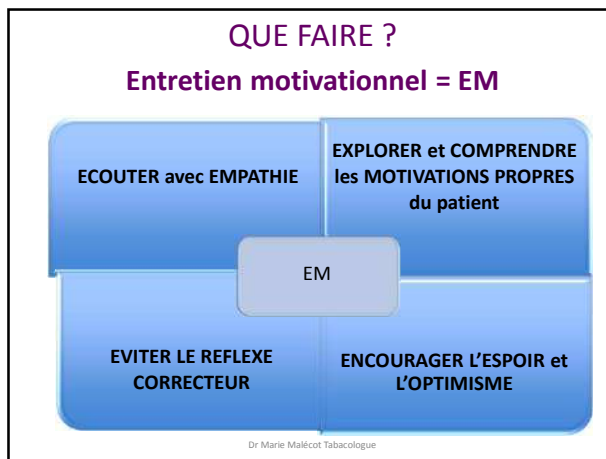 QUE FAIRE ?
Entretien motivationnel = EM
ECOUTER avec EMPATHIE
EXPLORER et COMPRENDRE
les MOTIVATIONS PROPRES
du patient
EM
EVITER LE REFLEXE
CORRECTEUR
ENCOURAGER L'ESPOIR et
L'OPTIMISME
Dr Marie Malécot Tabacologue